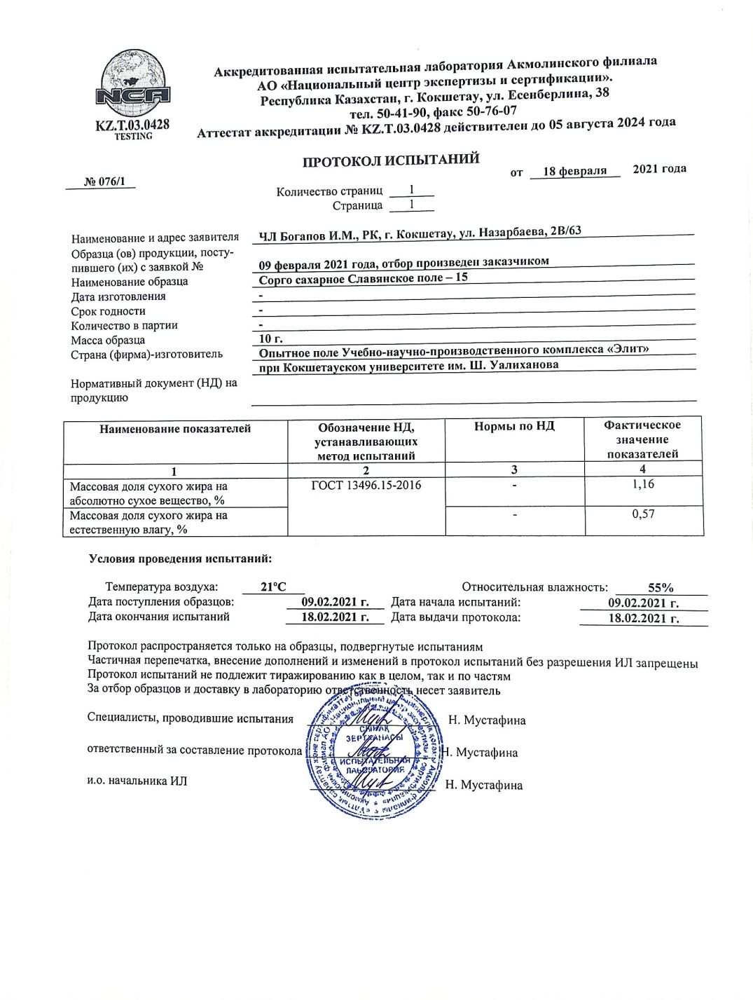 Аккредитованная испытательная лаборатория Акмолинского филиала
АО «Национальный центр экспертизы и сертификации».
Республика Казахстан, г. Кокшетау, ул. Есенберлина, 38
тел. 50-41-90, факс 50-76-07
Аттестат аккредитации № KZ.T.03.0428 действителен до 05 августа 2024 года
NCA
KZ.T.03.0428
TESTING
ПРОТОКОЛ ИСПЫТАНИЙ
№ 076/1 от 18 февраля 2021 года
Количество страниц 1
Страница 1
Наименование и адрес заявителя ЧЛ Богапов И.М., РК, г. Кокшетау, ул. Назарбаева, 2В/63
Образца (ов) продукции, посту-
пившего (их) с заявкой № 09 февраля 2021 года, отбор произведен заказчиком
Наименование образца Сорго сахарное Славянское поле – 15
Дата изготовления -
Срок годности -
Количество в партии -
Масса образца 10 г.
Страна (фирма)-изготовитель Опытное поле Учебно-научно-производственного комплекса «Элит»
при Кокшетауском университете им. Ш. Уалиханова
Нормативный документ (НД) на
продукцию
Наименование показателей Обозначение НД, устанавливающих метод испытаний Нормы по НД Фактическое значение показателей
1 2 3 4
Массовая доля сухого жира на абсолютно сухое вещество, % ГОСТ 13496.15-2016 - 1,16
Массовая доля сухого жира на естественную влагу, % - 0,57
Условия проведения испытаний:
Температура воздуха: 21ºС Относительная влажность: 55%
Дата поступления образцов: 09.02.2021 г. Дата начала испытаний: 09.02.2021 г.
Дата окончания испытаний 18.02.2021 г. Дата выдачи протокола: 18.02.2021 г.
Протокол распространяется только на образцы, подвергнутые испытаниям
Частичная перепечатка, внесение дополнений и изменений в протокол испытаний без разрешения ИЛ запрещены
Протокол испытаний не подлежит тиражированию как в целом, так и по частям
За отбор образцов и доставку в лабораторию ответственность несет заявитель
Специалисты, проводившие испытания Н. Мустафина
ответственный за составление протокола Н. Мустафина
и.о. начальника ИЛ Н. Мустафина
СЫНАҚ
ЗЕРТХАНАСЫ
ИСПЫТАТЕЛЬНАЯ
ЛАБОРАТОРИЯ